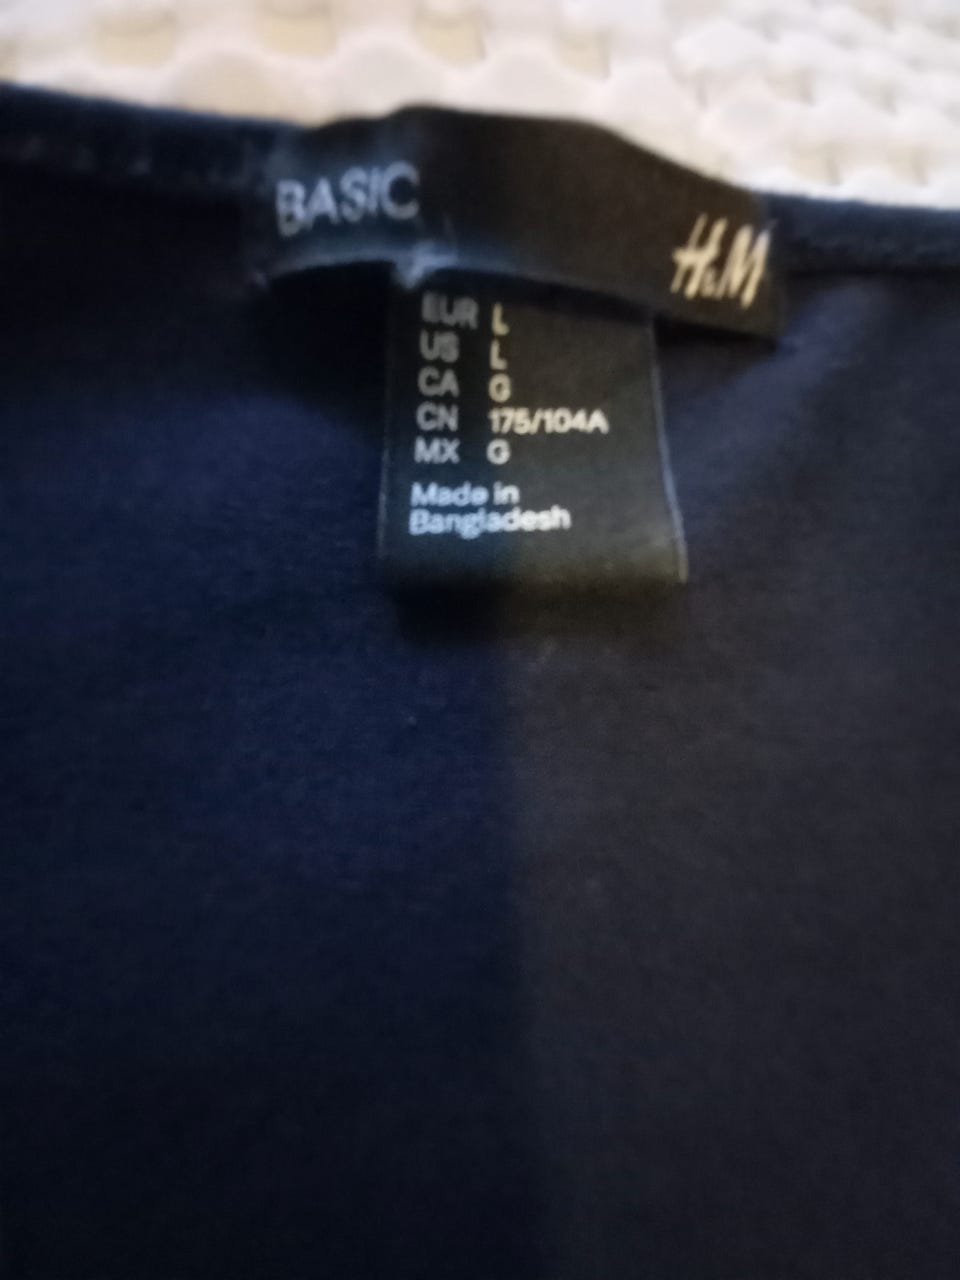 BASIC
H&M
EUR L
US L
CA G
CN 175/104A
MX G
Made in
Bangladesh